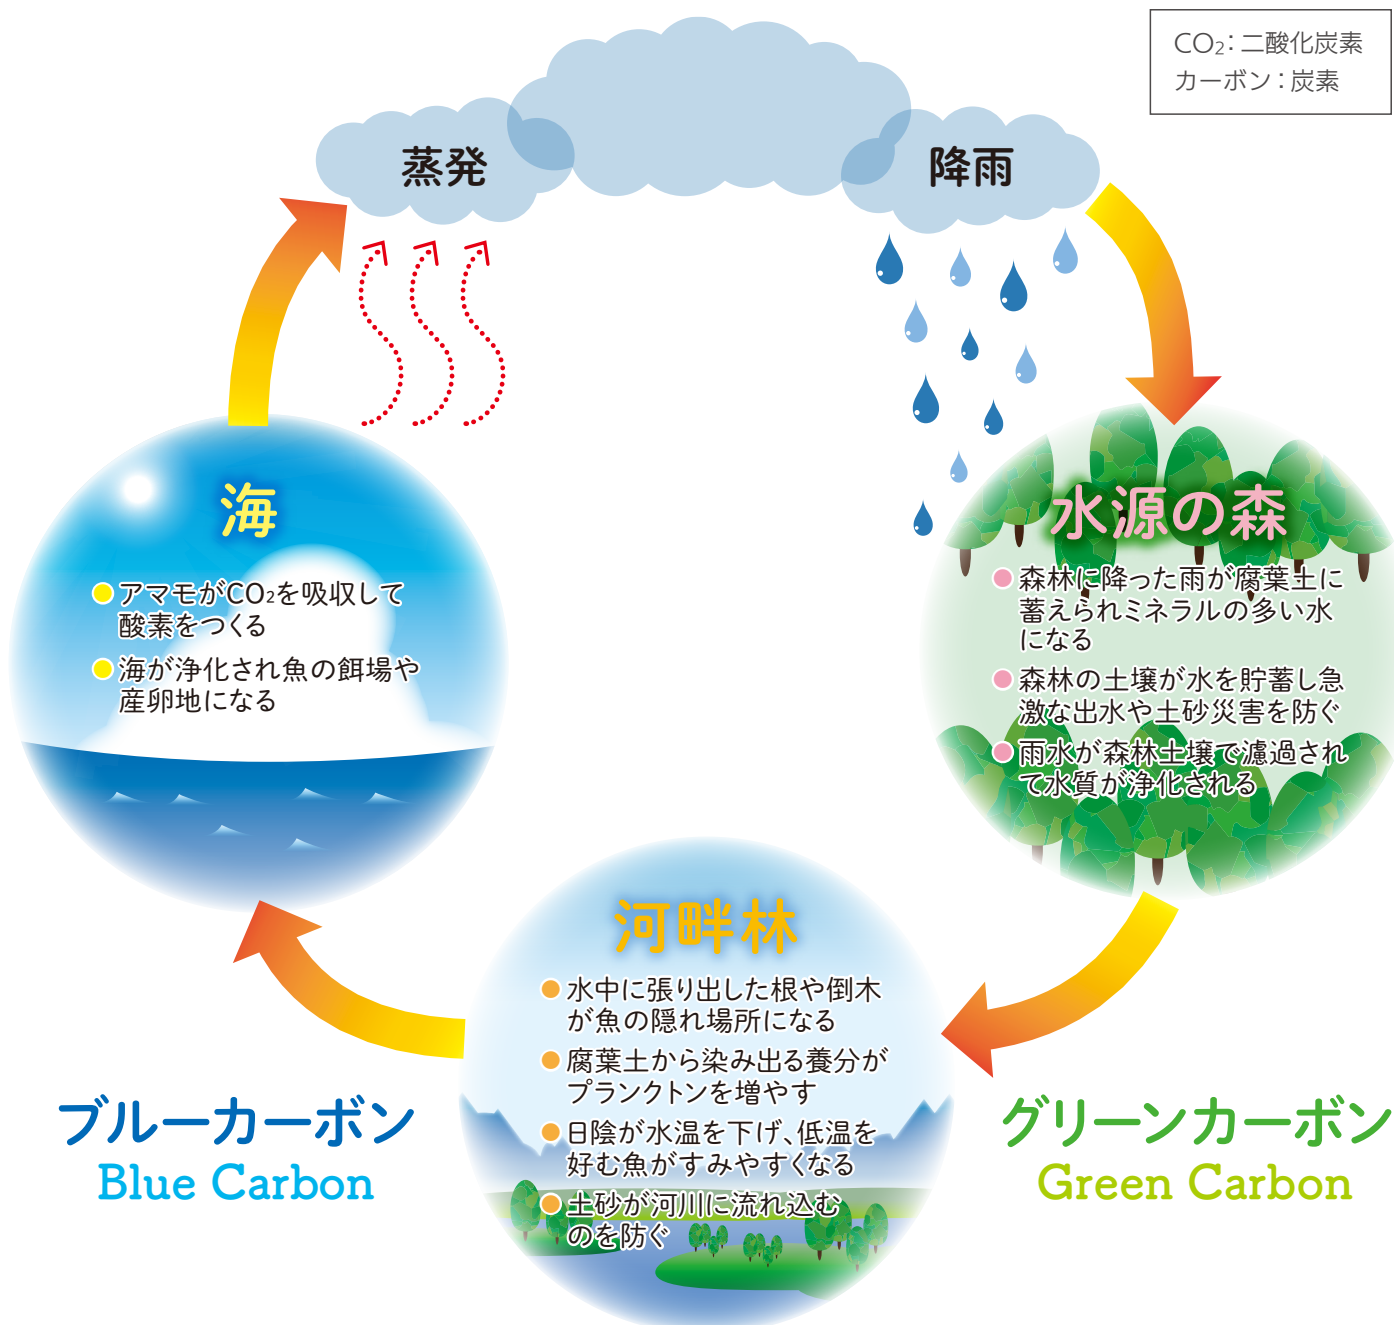 CO₂：二酸化炭素
カーボン：炭素
蒸発
降雨
海
アマモがCO₂を吸収して
酸素をつくる
海が浄化され魚の餌場や
産卵地になる
水源の森
森林に降った雨が腐葉土に
蓄えられミネラルの多い水
になる
森林の土壌が水を貯蓄し急
激な出水や土砂災害を防ぐ
雨水が森林土壌で濾過され
て水質が浄化される
河畔林
水中に張り出した根や倒木
が魚の隠れ場所になる
腐葉土から染み出る養分が
プランクトンを増やす
日陰が水温を下げ、低温を
好む魚がすみやすくなる
土砂が河川に流れ込む
のを防ぐ
ブルーカーボン
Blue Carbon
グリーンカーボン
Green Carbon